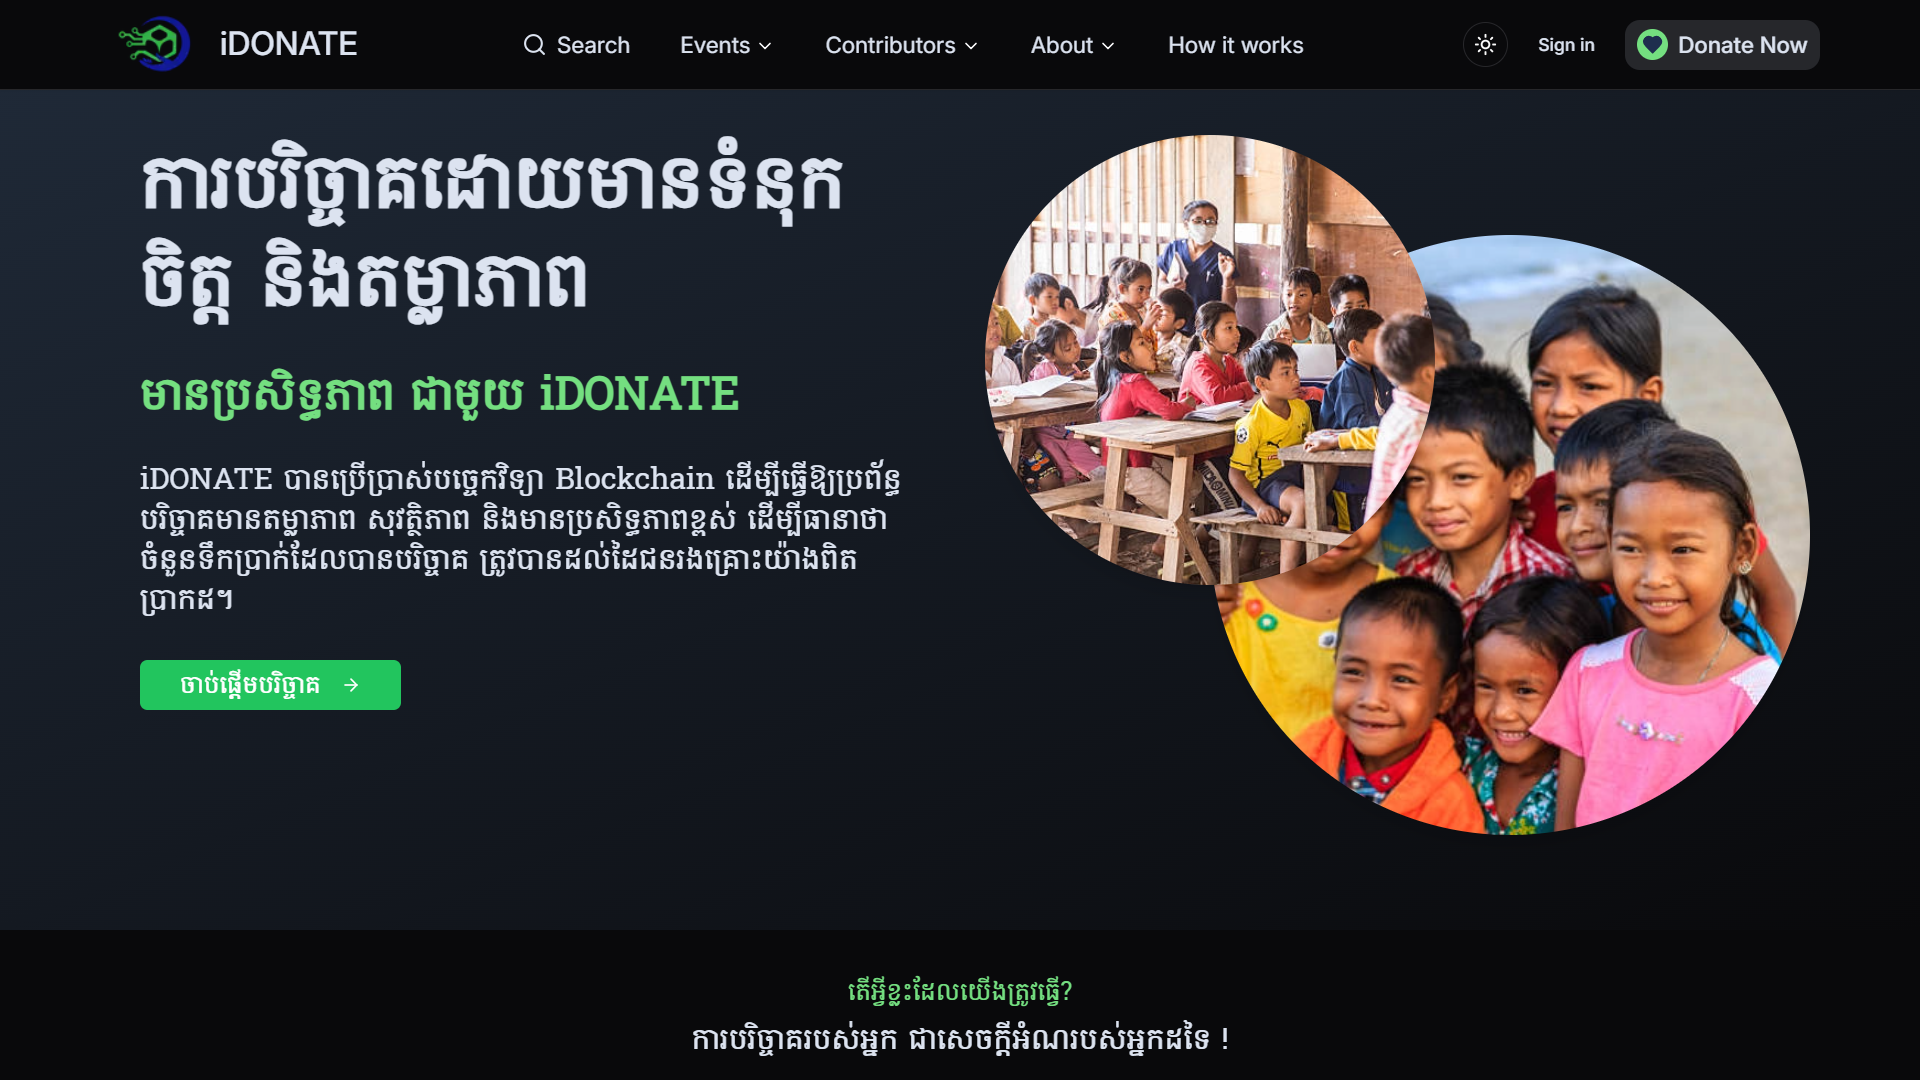 iDONATE
Search
Events
Contributors
About
How it works
Sign in
Donate Now
ការបរិច្ចាគដោយមានទំនុក
ចិត្ត និងតម្លាភាព
មានប្រសិទ្ធភាព ជាមួយ iDONATE
iDONATE បានប្រើប្រាស់បច្ចេកវិទ្យា Blockchain ដើម្បីធ្វើឱ្យប្រព័ន្ធ
បរិច្ចាគមានតម្លាភាព សុវត្ថិភាព និងមានប្រសិទ្ធភាពខ្ពស់ ដើម្បីធានាថា
ចំនួនទឹកប្រាក់ដែលបានបរិច្ចាគ ត្រូវបានដល់ដៃជនរងគ្រោះយ៉ាងពិត
ប្រាកដ។
ចាប់ផ្ដើមបរិច្ចាគ
តើអ្វីខ្លះដែលយើងត្រូវធ្វើ?
ការបរិច្ចាគរបស់អ្នក ជាសេចក្ដីអំណរបស់អ្នកដទៃ !